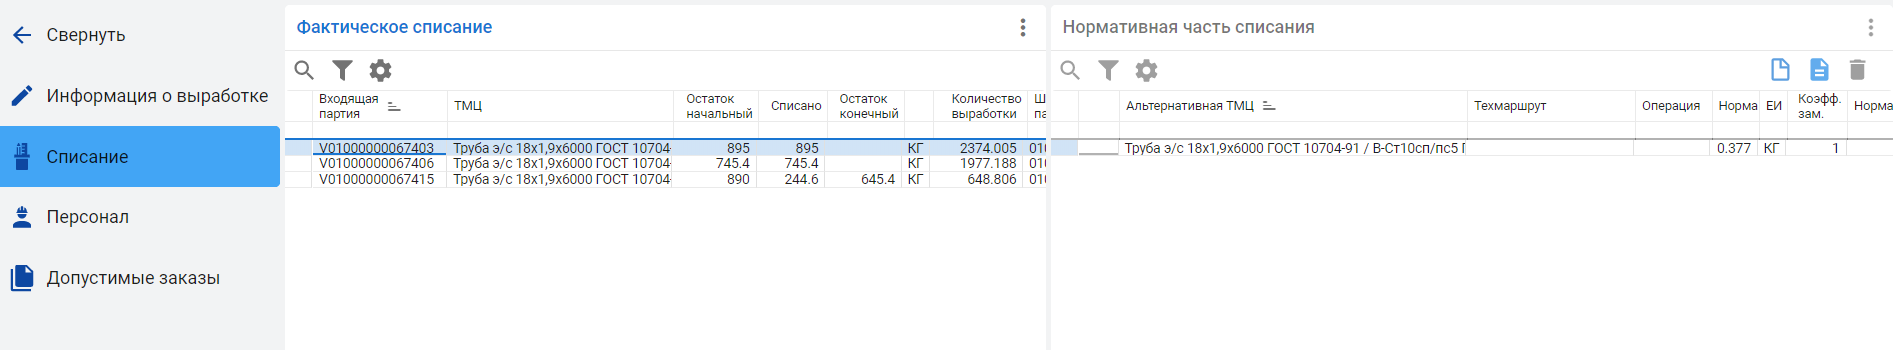 Свернуть
Информация о выработке
Списание
Персонал
Допустимые заказы
Фактическое списание
Входящая партия
ТМЦ
Остаток начальный
Списано
Остаток конечный
Количество выработки
V01000000067403 Труба э/с 18х1,9х6000 ГОСТ 10704- 895 895 КГ 2374.005 010
V01000000067406 Труба э/с 18х1,9х6000 ГОСТ 10704- 745.4 745.4 КГ 1977.188 010
V01000000067415 Труба э/с 18х1,9х6000 ГОСТ 10704- 890 244.6 645.4 КГ 648.806 010
Нормативная часть списания
Альтернативная ТМЦ
Техмаршрут
Операция
Норма
ЕИ
Коэфф. зам.
Норма
Труба э/с 18х1,9х6000 ГОСТ 10704-91 / В-Ст10сп/пс5 Г 0.377 КГ 1